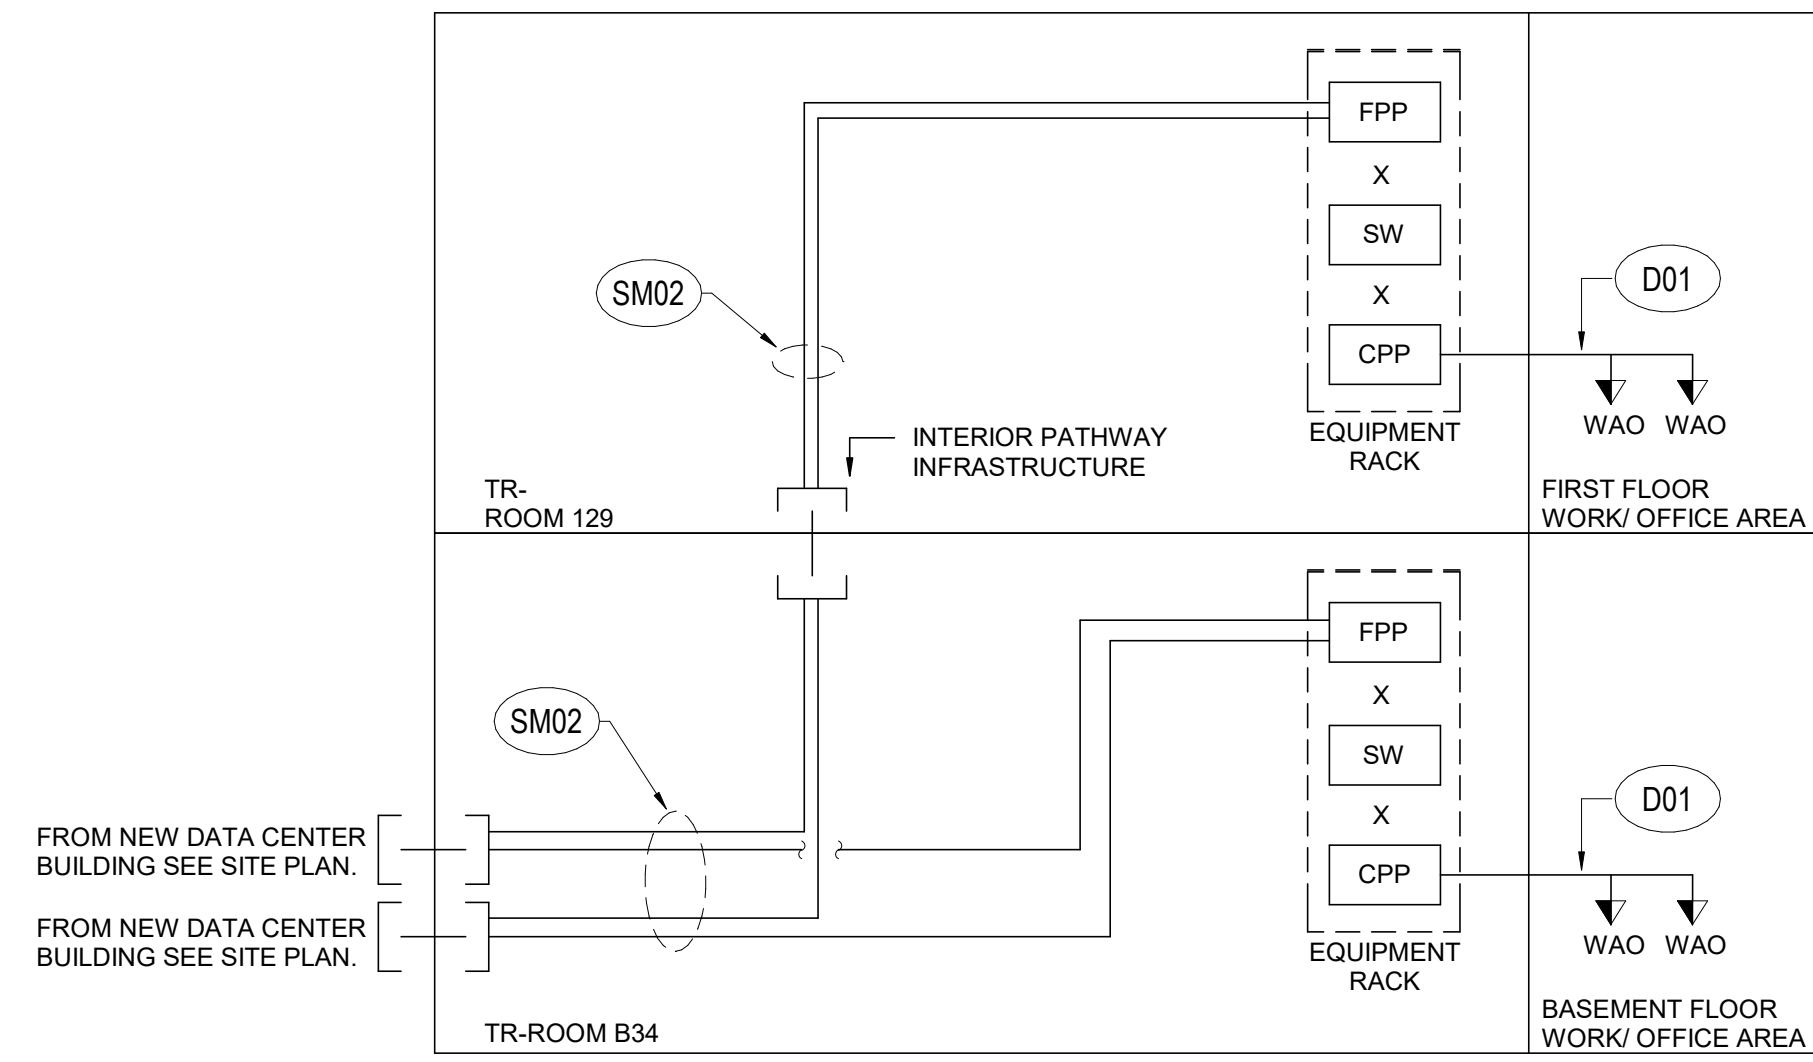 FPP
X
SW
X
CPP
EQUIPMENT
RACK
SM02
D01
WAO WAO
INTERIOR PATHWAY
INFRASTRUCTURE
TR-
ROOM 129
FIRST FLOOR
WORK/ OFFICE AREA
FPP
X
SW
X
CPP
EQUIPMENT
RACK
SM02
D01
WAO WAO
FROM NEW DATA CENTER
BUILDING SEE SITE PLAN.
FROM NEW DATA CENTER
BUILDING SEE SITE PLAN.
TR-ROOM B34
BASEMENT FLOOR
WORK/ OFFICE AREA